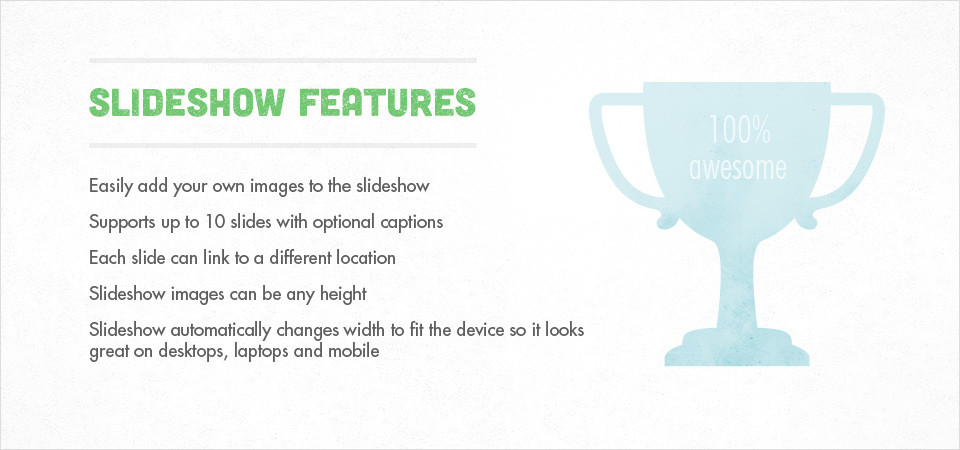 SLIDESHOW FEATURES
Easily add your own images to the slideshow
Supports up to 10 slides with optional captions
Each slide can link to a different location
Slideshow images can be any height
Slideshow automatically changes width to fit the device so it looks
great on desktops, laptops and mobile
100%
awesome